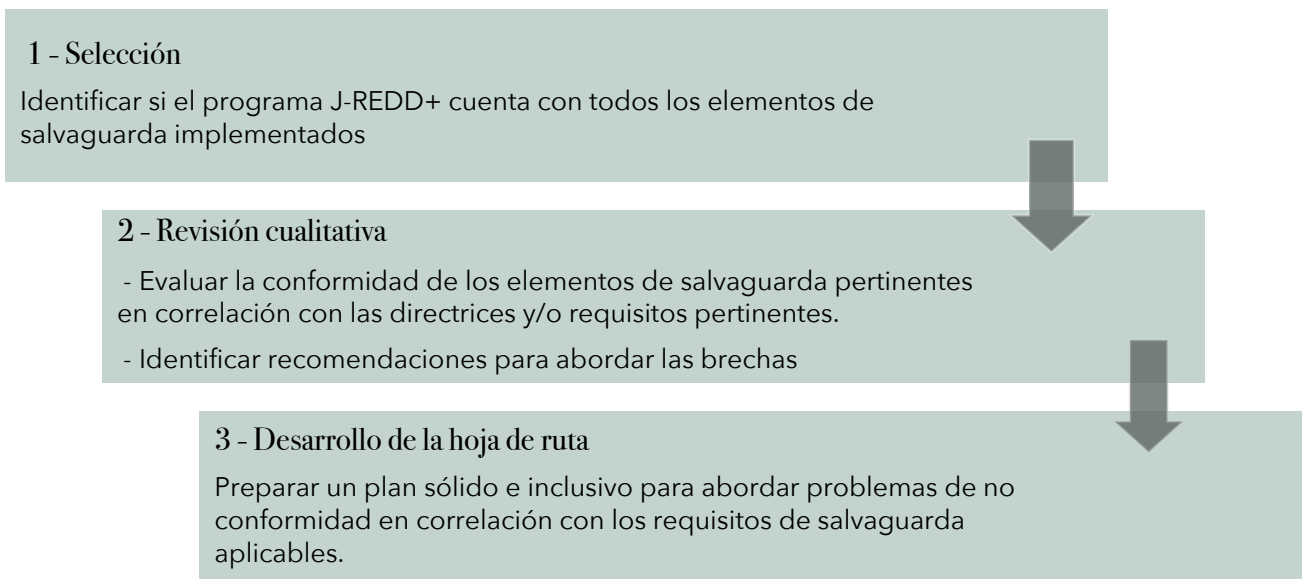 1 - Selección
Identificar si el programa J-REDD+ cuenta con todos los elementos de
salvaguarda implementados
2 - Revisión cualitativa
- Evaluar la conformidad de los elementos de salvaguarda pertinentes
en correlación con las directrices y/o requisitos pertinentes.
- Identificar recomendaciones para abordar las brechas
3 - Desarrollo de la hoja de ruta
Preparar un plan sólido e inclusivo para abordar problemas de no
conformidad en correlación con los requisitos de salvaguarda
aplicables.